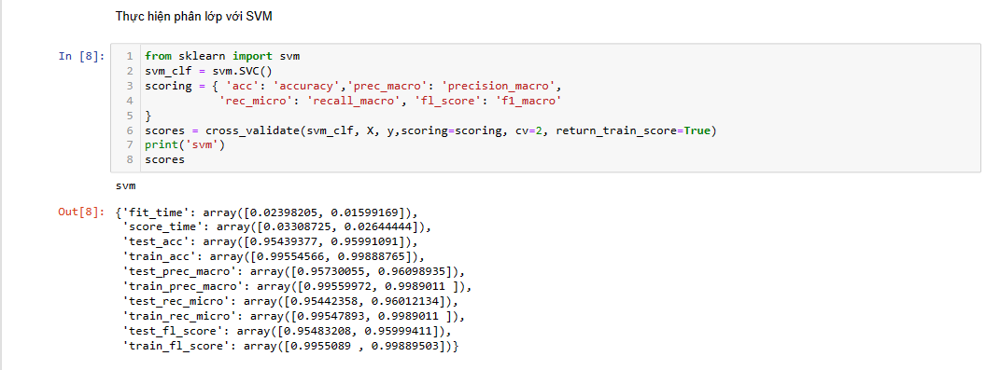 Thực hiện phân lớp với SVM
In [8]:
1 from sklearn import svm
2 svm_clf = svm.SVC()
3 scoring = { 'acc': 'accuracy','prec_macro': 'precision_macro',
4            'rec_micro': 'recall_macro', 'fl_score': 'f1_macro'
5 }
6 scores = cross_validate(svm_clf, X, y,scoring=scoring, cv=2, return_train_score=True)
7 print('svm')
8 scores
svm
Out[8]: {'fit_time': array([0.02398205, 0.01599169]),
'score_time': array([0.03308725, 0.02644444]),
'test_acc': array([0.95439377, 0.95991091]),
'train_acc': array([0.99554566, 0.99888765]),
'test_prec_macro': array([0.95730055, 0.96098935]),
'train_prec_macro': array([0.99559972, 0.9989011 ]),
'test_rec_micro': array([0.95442358, 0.96012134]),
'train_rec_micro': array([0.99547893, 0.9989011 ]),
'test_fl_score': array([0.95483208, 0.95999411]),
'train_fl_score': array([0.9955089 , 0.99889503])}